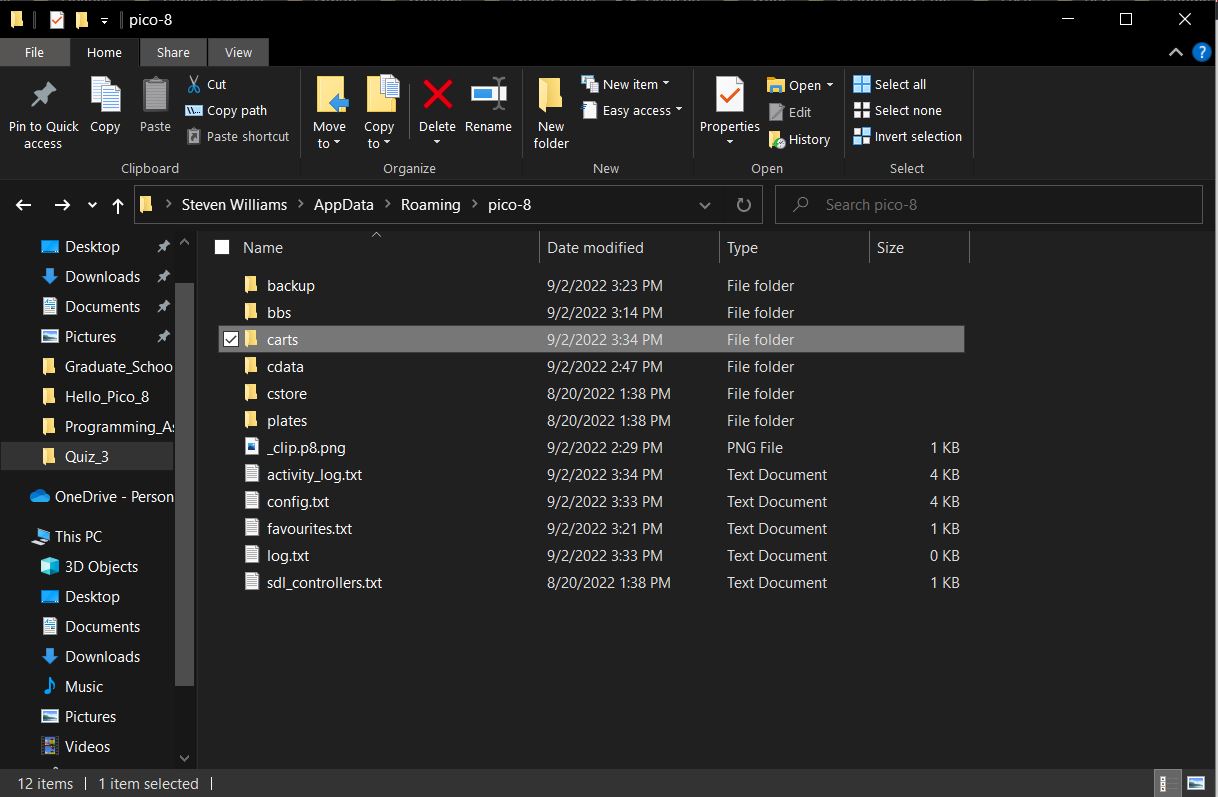 pico-8
File Home Share View
Pin to Quick access
Copy
Paste
Cut
Copy path
Paste shortcut
Clipboard
Move to
Copy to
Delete
Rename
Organize
New folder
New item
Easy access
New
Properties
Open
Edit
History
Open
Select all
Select none
Invert selection
Select
Steven Williams > AppData > Roaming > pico-8
Search pico-8
Desktop
Downloads
Documents
Pictures
Graduate_Schoo
Hello_Pico_8
Programming_As
Quiz_3
OneDrive - Person
This PC
3D Objects
Desktop
Documents
Downloads
Music
Pictures
Videos
Name Date modified Type Size
backup 9/2/2022 3:23 PM File folder
bbs 9/2/2022 3:14 PM File folder
carts 9/2/2022 3:34 PM File folder
cdata 9/2/2022 2:47 PM File folder
cstore 8/20/2022 1:38 PM File folder
plates 8/20/2022 1:38 PM File folder
_clip.p8.png 9/2/2022 2:29 PM PNG File 1 KB
activity_log.txt 9/2/2022 3:34 PM Text Document 4 KB
config.txt 9/2/2022 3:33 PM Text Document 4 KB
favourites.txt 9/2/2022 3:21 PM Text Document 1 KB
log.txt 9/2/2022 3:33 PM Text Document 0 KB
sdl_controllers.txt 8/20/2022 1:38 PM Text Document 1 KB
12 items | 1 item selected |